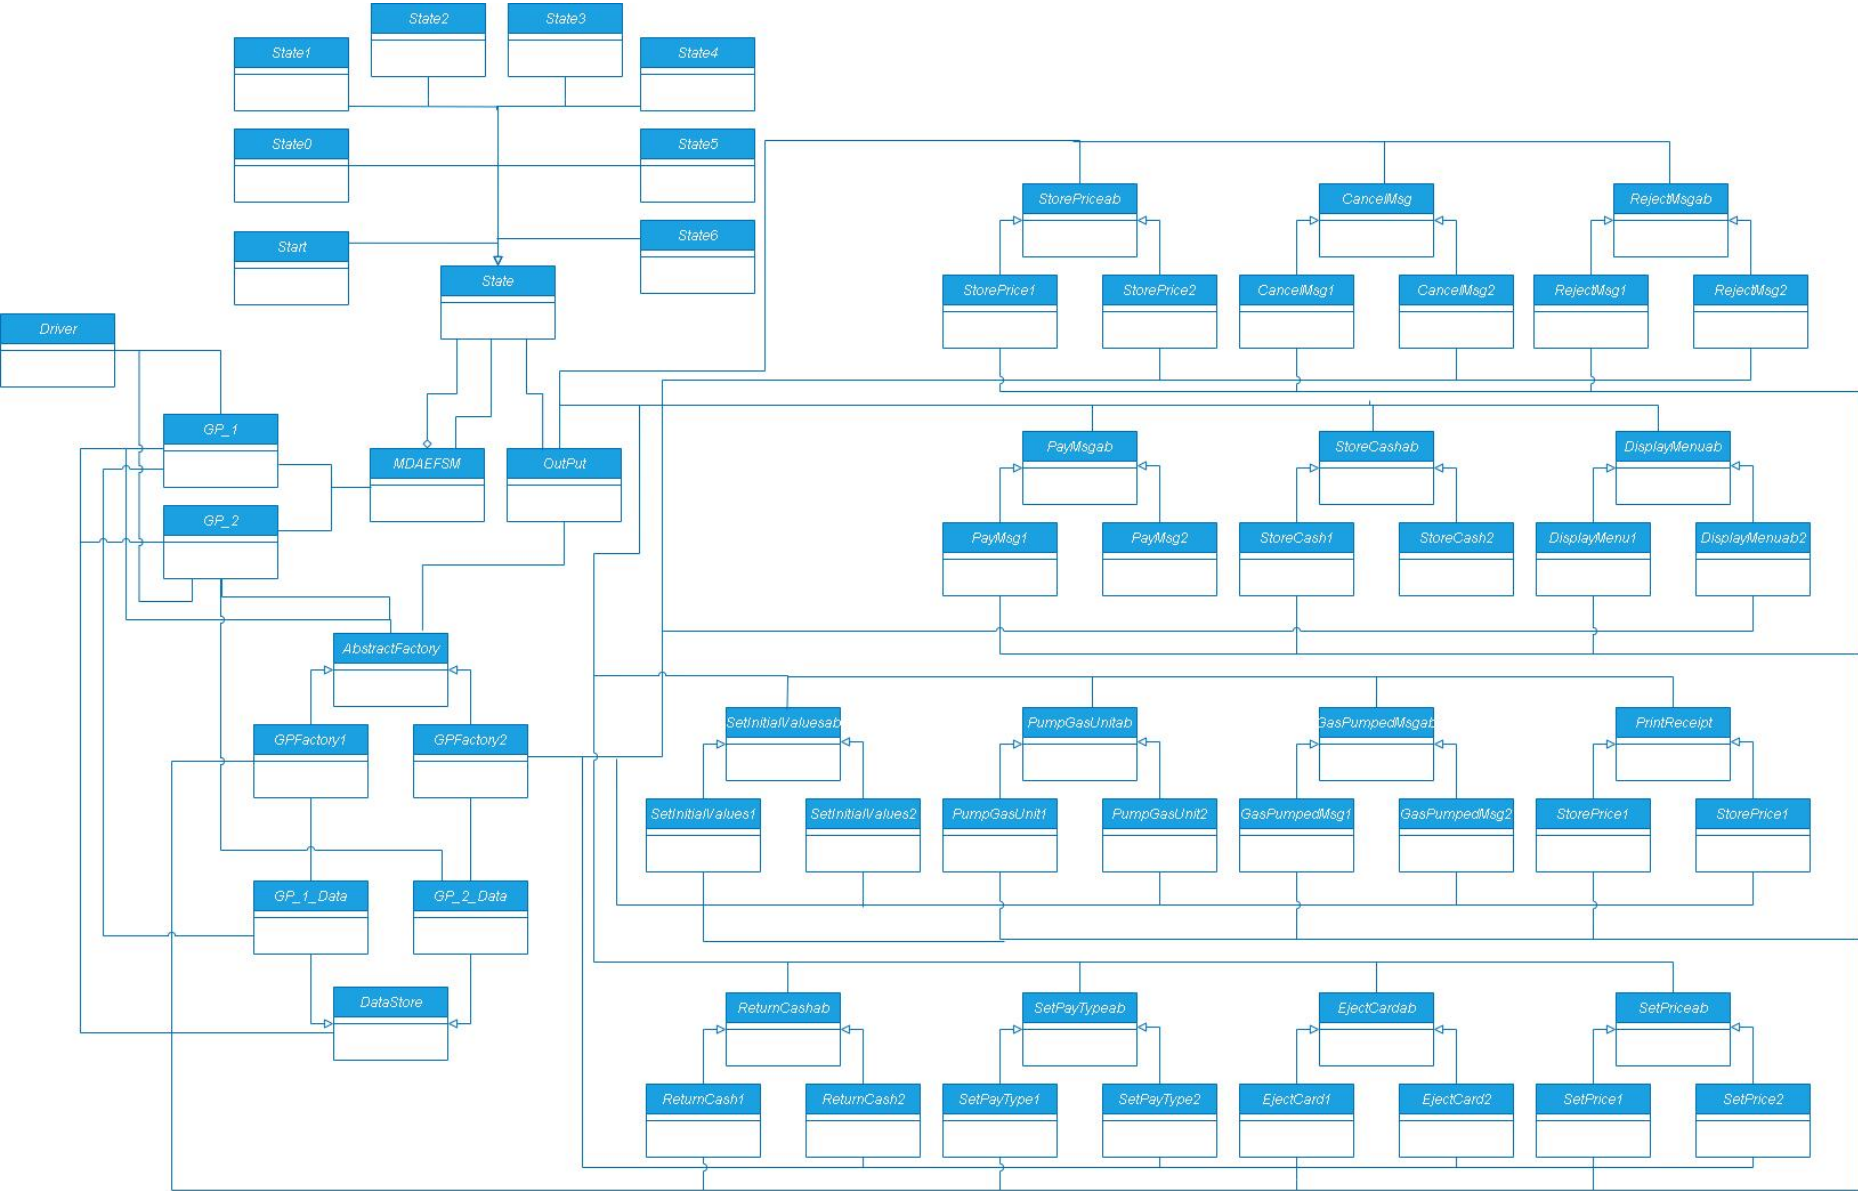 State2
State3
State1
State4
State0
State5
State6
Start
State
Driver
GP_1
MDAEFSM
OutPut
GP_2
AbstractFactory
GPFactory1
GPFactory2
GP_1_Data
GP_2_Data
DataStore
StorePriceab
CancelMsg
RejectMsgab
StorePrice1
StorePrice2
CancelMsg1
CancelMsg2
RejectMsg1
RejectMsg2
PayMsgab
StoreCashab
DisplayMenuab
PayMsg1
PayMsg2
StoreCash1
StoreCash2
DisplayMenu1
DisplayMenuab2
SetInitialValuesab
PumpGasUnitab
GasPumpedMsgab
PrintReceipt
SetInitialValues1
SetInitialValues2
PumpGasUnit1
PumpGasUnit2
GasPumpedMsg1
GasPumpedMsg2
StorePrice1
StorePrice1
ReturnCashab
SetPayTypeab
EjectCardab
SetPriceab
ReturnCash1
ReturnCash2
SetPayType1
SetPayType2
EjectCard1
EjectCard2
SetPrice1
SetPrice2